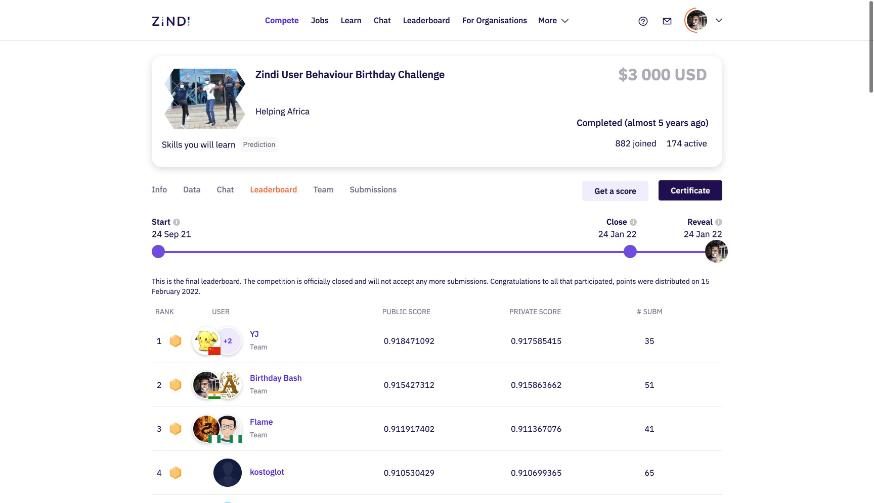 ZINDI Compete Jobs Learn Chat Leaderboard For Organisations More
Zindi User Behaviour Birthday Challenge
$3 000 USD
Helping Africa
Completed (almost 5 years ago)
Skills you will learn Prediction
882 joined 174 active
Info Data Chat Leaderboard Team Submissions Get a score Certificate
Start Close Reveal
24 Sep 21 24 Jan 22 24 Jan 22
This is the final leaderboard. The competition is officially closed and will not accept any more submissions. Congratulations to all that participated, points were distributed on 15
February 2022.
RANK USER PUBLIC SCORE PRIVATE SCORE # SUBM
1 +2 YJ 0.918471092 0.917585415 35
Team
2 A Birthday Bash 0.915427312 0.915863662 51
Team
3 Flame 0.911917402 0.911367076 41
Team
4 kostoglot 0.910530429 0.910699365 65